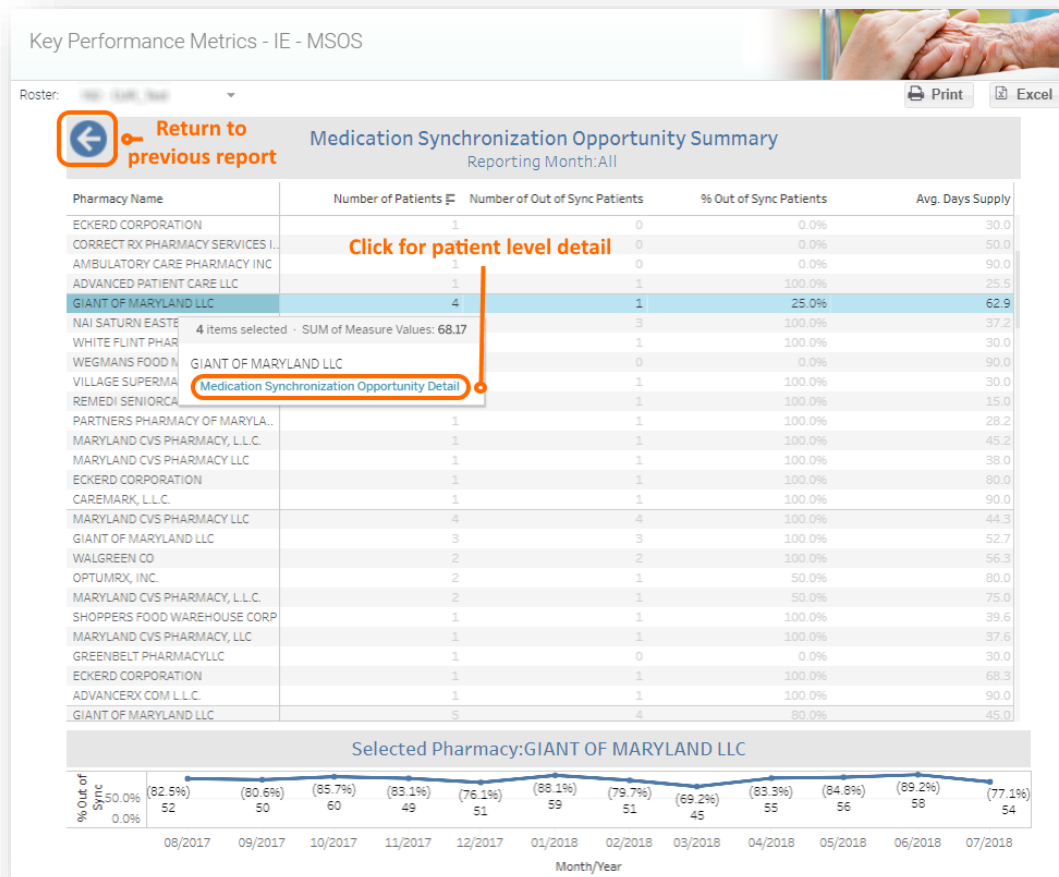 Key Performance Metrics - IE - MSOS
Roster:
Print
Excel
Return to
previous report
Medication Synchronization Opportunity Summary
Reporting Month:All
Pharmacy Name Number of Patients Number of Out of Sync Patients % Out of Sync Patients Avg. Days Supply
ECKERD CORPORATION 1 0 0.0% 30.0
CORRECT RX PHARMACY SERVICES I.. 0 0.0% 50.0
Click for patient level detail
AMBULATORY CARE PHARMACY INC 1 0 0.0% 90.0
ADVANCED PATIENT CARE LLC 1 1 100.0% 25.5
GIANT OF MARYLAND LLC 4 1 25.0% 62.9
NAI SATURN EASTE 3 100.0% 37.2
4 items selected · SUM of Measure Values: 68.17
WHITE FLINT PHAR 1 100.0% 30.0
WEGMANS FOOD M 0 0.0% 90.0
GIANT OF MARYLAND LLC
VILLAGE SUPERMA 1 100.0% 30.0
Medication Synchronization Opportunity Detail
REMEDI SENIORCA 1 100.0% 15.0
PARTNERS PHARMACY OF MARYLA.. 1 1 100.0% 28.2
MARYLAND CVS PHARMACY, L.L.C. 1 1 100.0% 45.2
MARYLAND CVS PHARMACY LLC 1 1 100.0% 38.0
ECKERD CORPORATION 1 1 100.0% 80.0
CAREMARK, L.L.C. 1 1 100.0% 90.0
MARYLAND CVS PHARMACY LLC 4 4 100.0% 44.3
GIANT OF MARYLAND LLC 3 3 100.0% 52.7
WALGREEN CO 2 2 100.0% 56.3
OPTUMRX, INC. 2 1 50.0% 80.0
MARYLAND CVS PHARMACY, L.L.C. 2 1 50.0% 75.0
SHOPPERS FOOD WAREHOUSE CORP 1 1 100.0% 39.6
MARYLAND CVS PHARMACY, LLC 1 1 100.0% 37.6
GREENBELT PHARMACYLLC 1 0 0.0% 30.0
ECKERD CORPORATION 1 1 100.0% 68.3
ADVANCERX COM L.L.C. 1 1 100.0% 90.0
GIANT OF MARYLAND LLC 5 4 80.0% 45.0
Selected Pharmacy:GIANT OF MARYLAND LLC
% Out of
Sync
50.0%
0.0%
(82.5%) (80.6%) (85.7%) (83.1%) (76.1%) (88.1%) (79.7%) (69.2%) (83.3%) (84.8%) (89.2%) (77.1%)
52 50 60 49 51 59 51 45 55 56 58 54
08/2017 09/2017 10/2017 11/2017 12/2017 01/2018 02/2018 03/2018 04/2018 05/2018 06/2018 07/2018
Month/Year